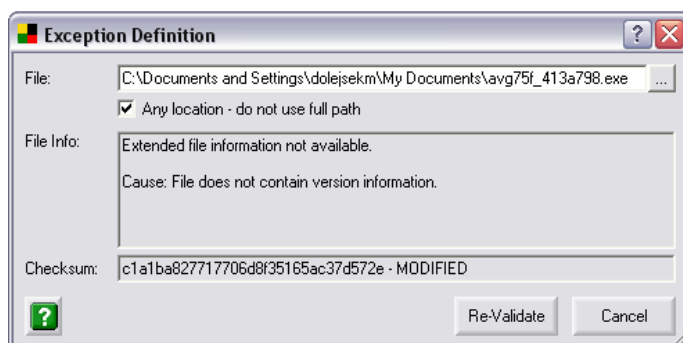 Exception Definition
?
File:
C:\Documents and Settings\dolejsekm\My Documents\avg75f_413a798.exe
...
Any location - do not use full path
File Info:
Extended file information not available.
Cause: File does not contain version information.
Checksum:
c1a1ba827717706d8f35165ac37d572e - MODIFIED
?
Re-Validate
Cancel